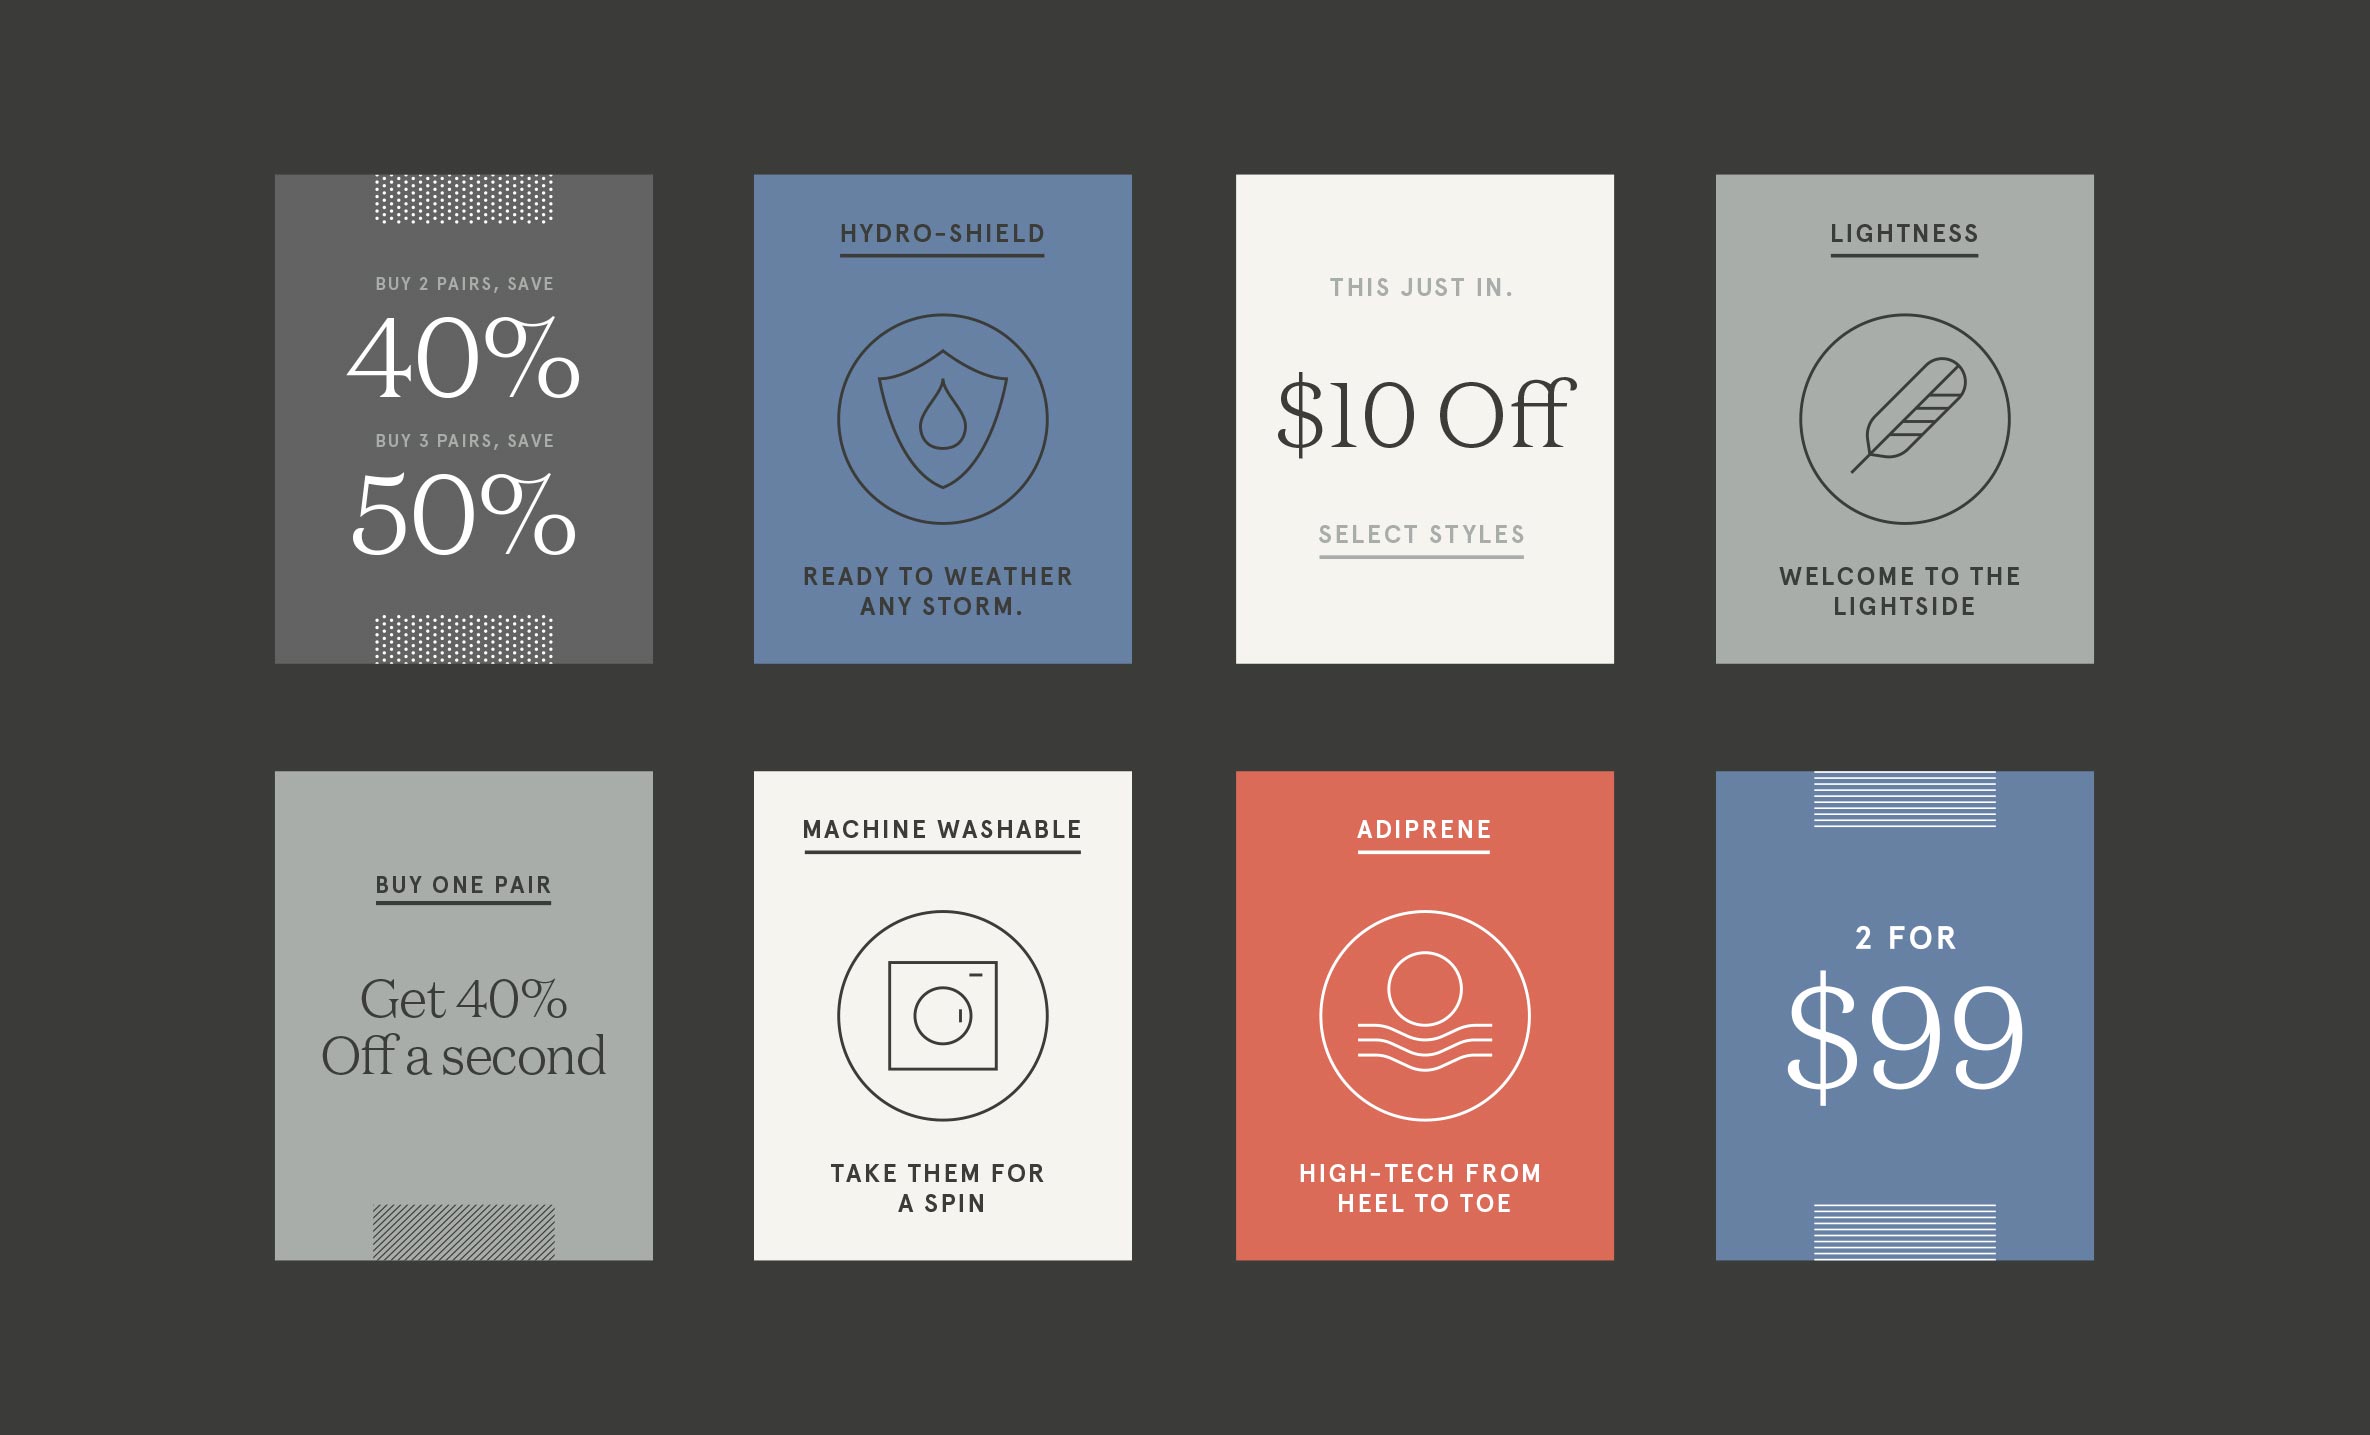 BUY 2 PAIRS, SAVE
40%
BUY 3 PAIRS, SAVE
50%
HYDRO-SHIELD
READY TO WEATHER
ANY STORM.
THIS JUST IN.
$10 Off
SELECT STYLES
LIGHTNESS
WELCOME TO THE
LIGHTSIDE
BUY ONE PAIR
Get 40%
Off a second
MACHINE WASHABLE
TAKE THEM FOR
A SPIN
ADIPRENE
HIGH-TECH FROM
HEEL TO TOE
2 FOR
$99